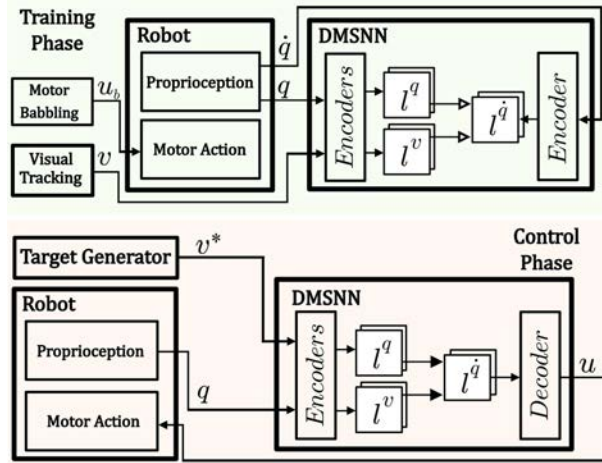 Training
Phase
Robot
q̇
DMSNN
Motor
Babbling
u_b
Proprioception
q
Encoders
l^q
l^q̇
Encoder
Motor Action
Visual
Tracking
v
l^v
Target Generator
v*
Control
Phase
Robot
DMSNN
Proprioception
Encoders
l^q
l^q̇
Decoder
u
Motor Action
q
l^v